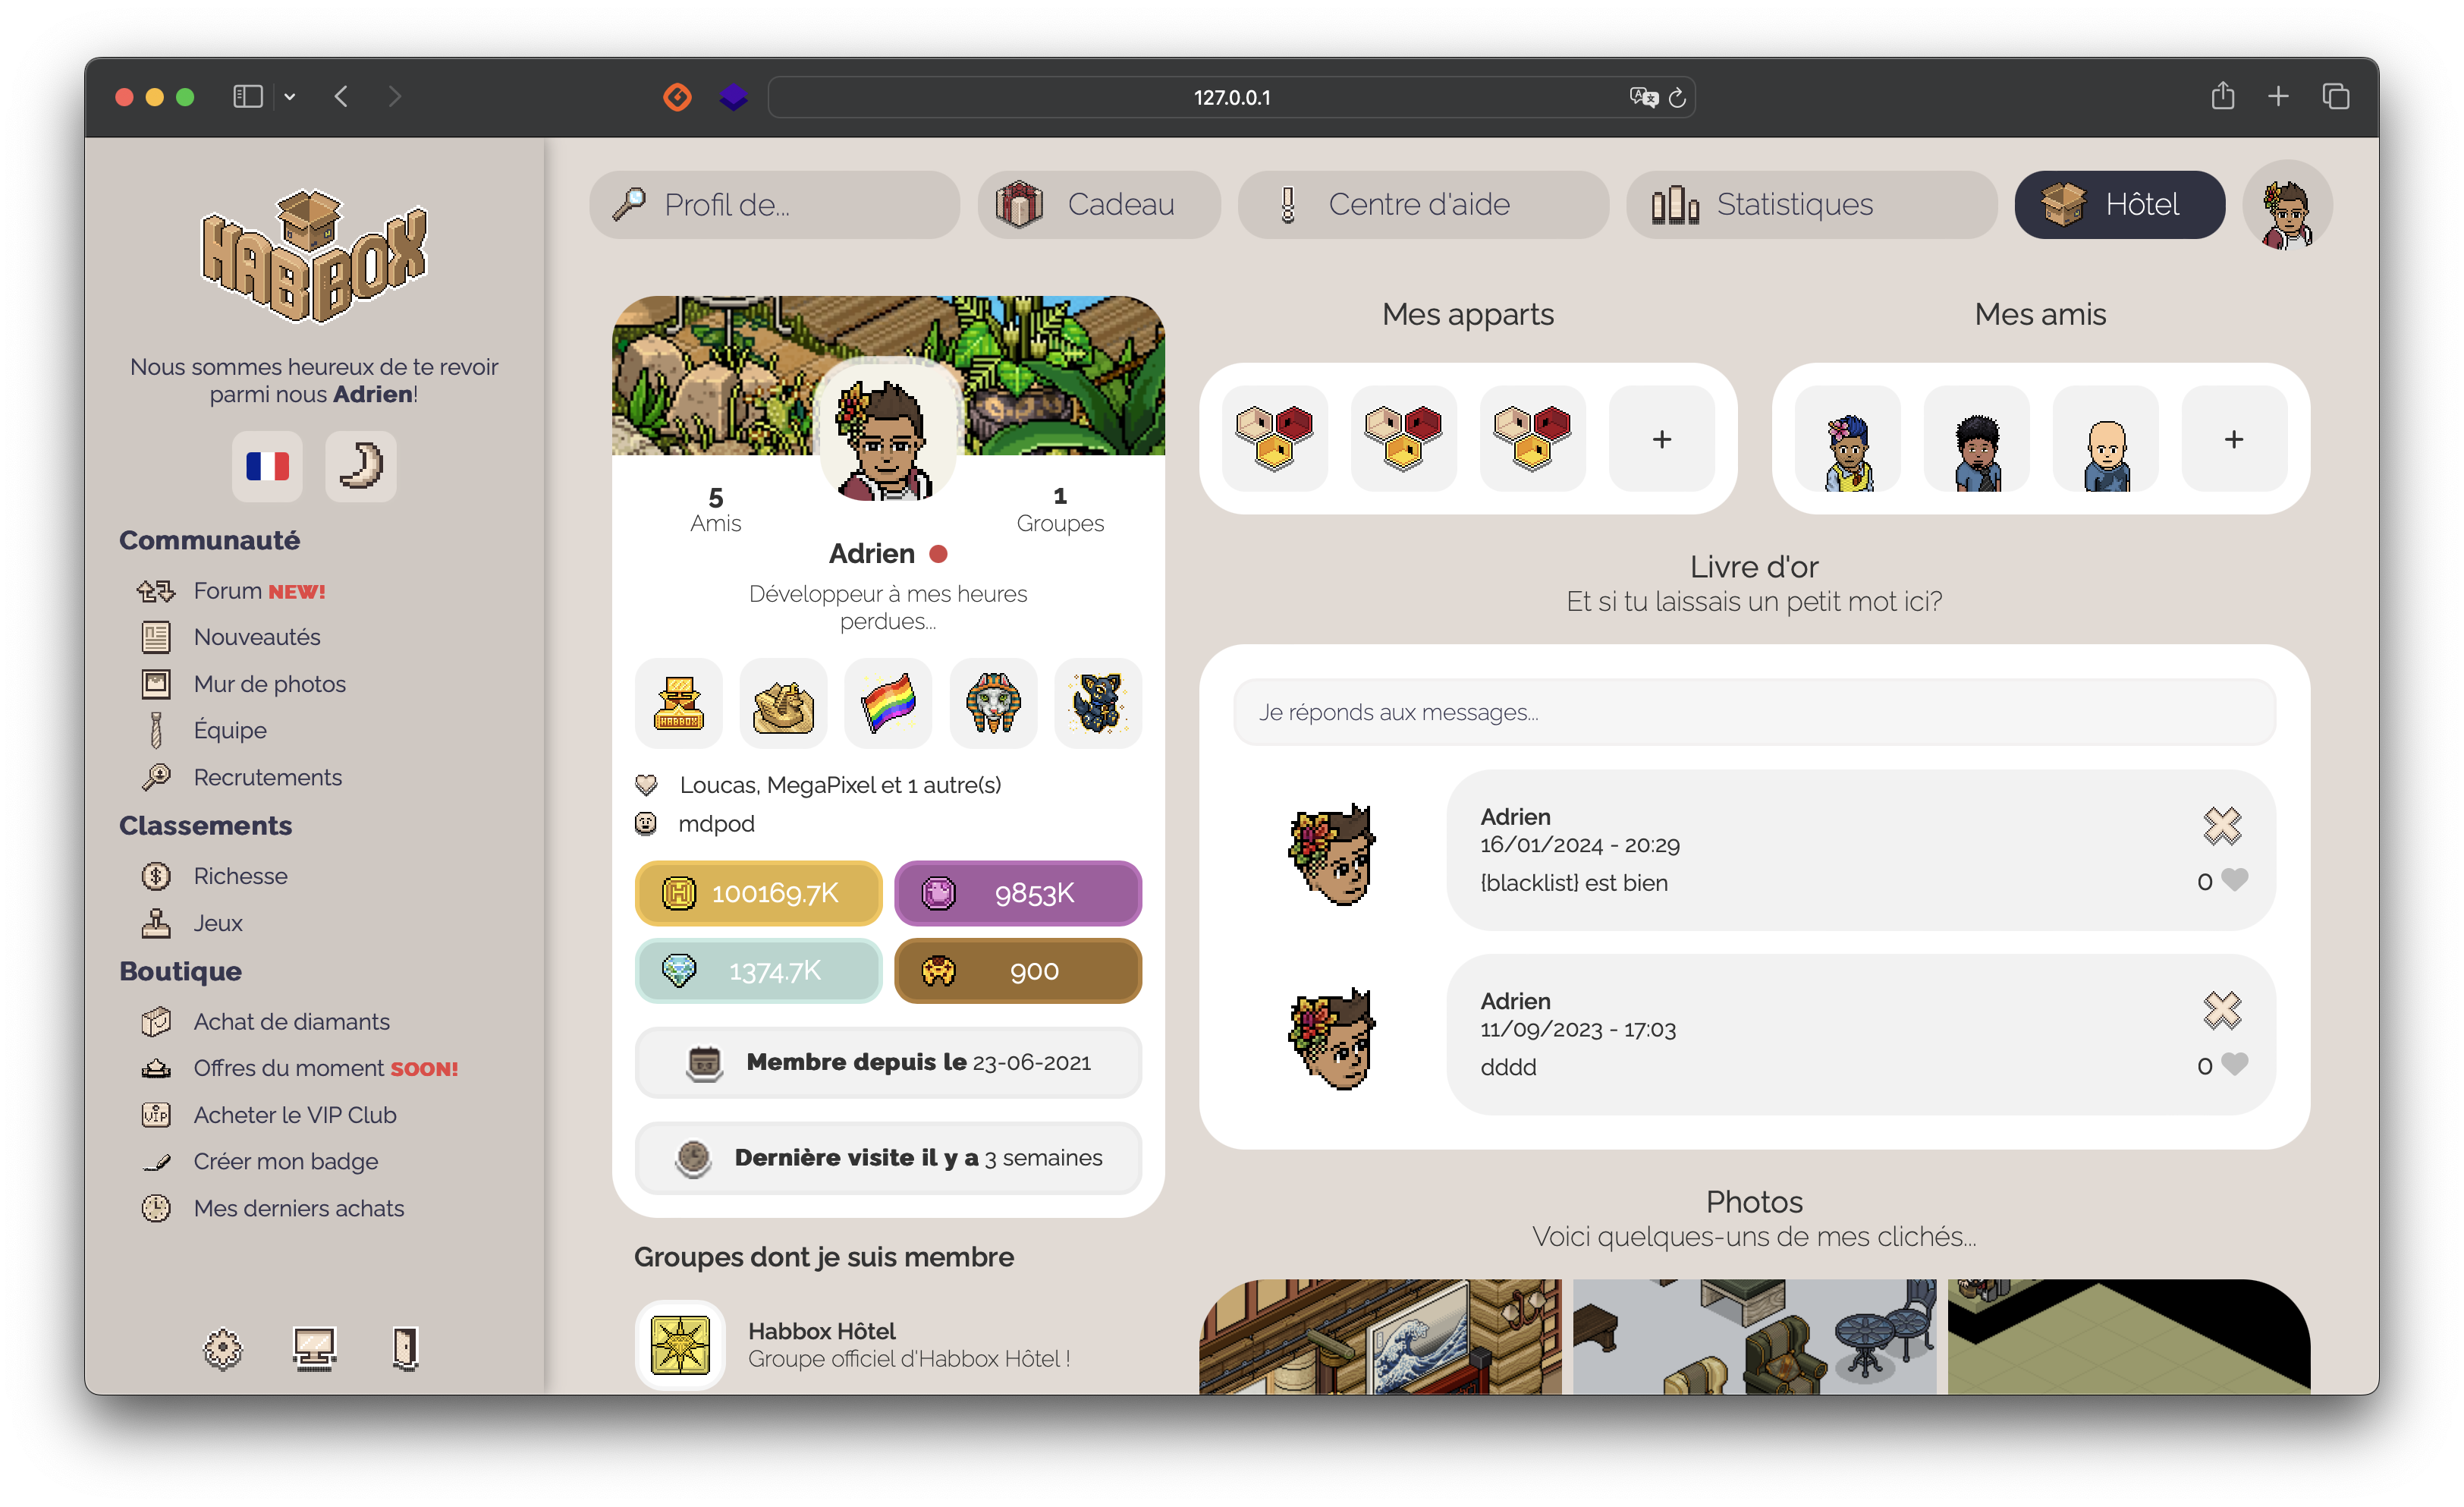 127.0.0.1
HABBOX
Nous sommes heureux de te revoir
parmi nous Adrien!
Communauté
Forum NEW!
Nouveautés
Mur de photos
Équipe
Recrutements
Classements
Richesse
Jeux
Boutique
Achat de diamants
Offres du moment SOON!
Acheter le VIP Club
Créer mon badge
Mes derniers achats
Profil de...
Cadeau
Centre d'aide
Statistiques
Hôtel
5
Amis
1
Groupes
Adrien
Développeur à mes heures
perdues...
HABBOX
Loucas, MegaPixel et 1 autre(s)
mdpod
100169.7K
9853K
1374.7K
900
Membre depuis le 23-06-2021
Dernière visite il y a 3 semaines
Groupes dont je suis membre
Habbox Hôtel
Groupe officiel d'Habbox Hôtel !
Mes apparts
+
Mes amis
+
Livre d'or
Et si tu laissais un petit mot ici?
Je réponds aux messages...
Adrien
16/01/2024 - 20:29
{blacklist} est bien
0
Adrien
11/09/2023 - 17:03
dddd
0
Photos
Voici quelques-uns de mes clichés...